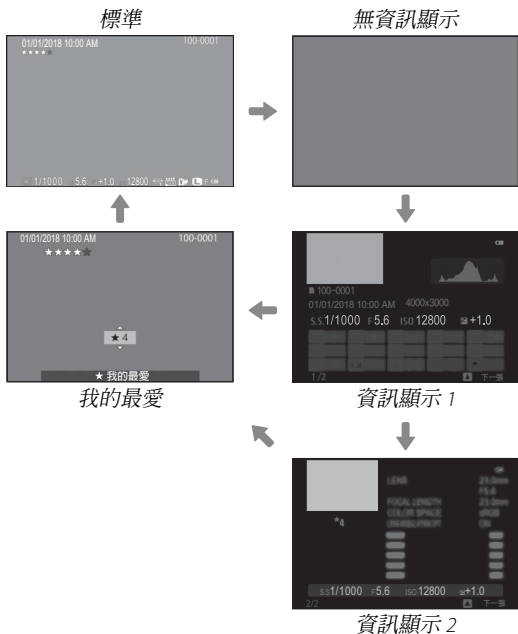 標準
01/01/2018 10:00 AM 100-0001
★★★★★
1/1000 5.6 +1.0 12800 F
無資訊顯示
01/01/2018 10:00 AM 100-0001
★★★★★
★ 4
★ 我的最愛
我的最愛
100-0001
01/01/2018 10:00 AM 4000x3000
S.S.1/1000 F5.6 ISO 12800 +1.0
1/2 下一張
資訊顯示 1
LENS 23.0mm
F5.6
FOCAL LENGTH 23.0mm
COLOR SPACE sRGB
ON
★4
S.S1/1000 F5.6 ISO 12800 +1.0
2/2 下一張
資訊顯示 2